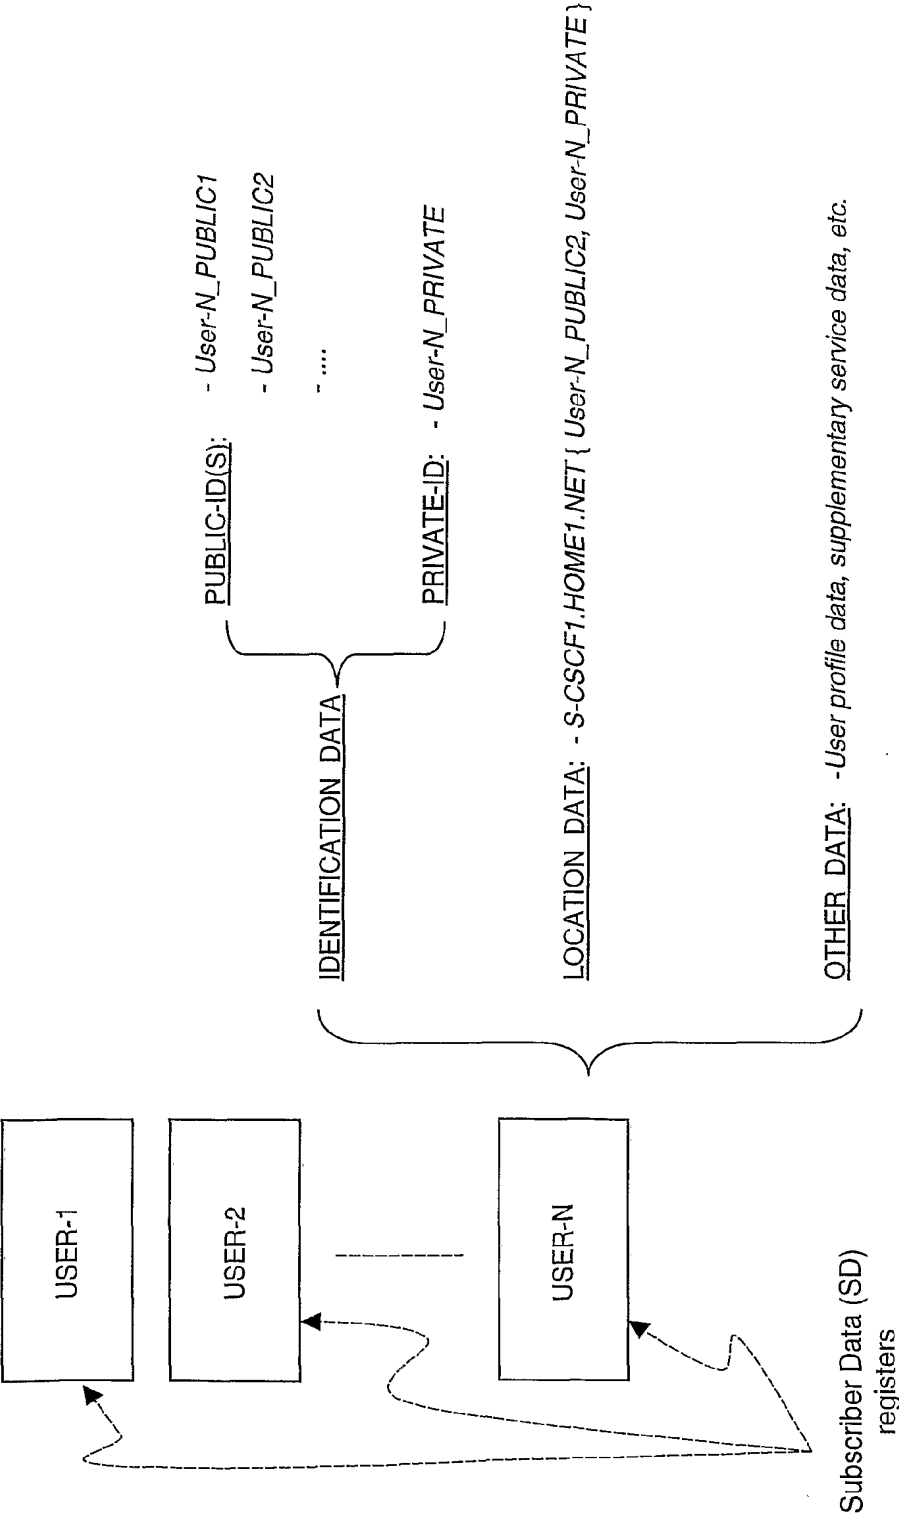 USER-1
USER-2
USER-N
Subscriber Data (SD)
registers
IDENTIFICATION DATA
PUBLIC-ID(S): - User-N_PUBLIC1
- User-N_PUBLIC2
- ....
PRIVATE-ID: - User-N_PRIVATE
LOCATION DATA: - S-CSCF1.HOME1.NET { User-N_PUBLIC2, User-N_PRIVATE }
OTHER DATA: -User profile data, supplementary service data, etc.